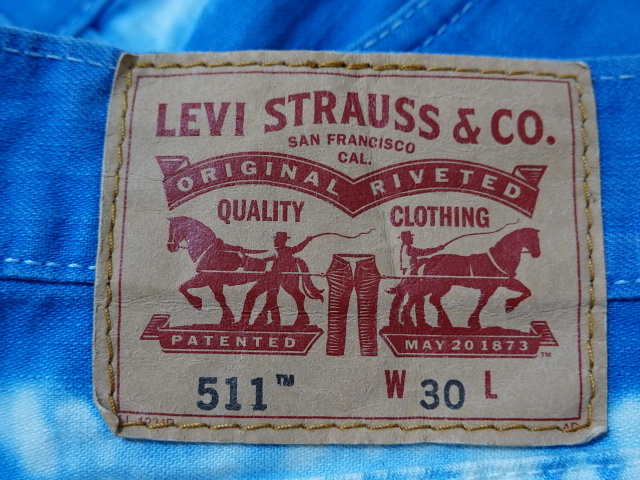 LEVI STRAUSS & CO.
SAN FRANCISCO
CAL.
ORIGINAL RIVETED
QUALITY CLOTHING
PATENTED MAY 20 1873 ™
511™ W 30 L